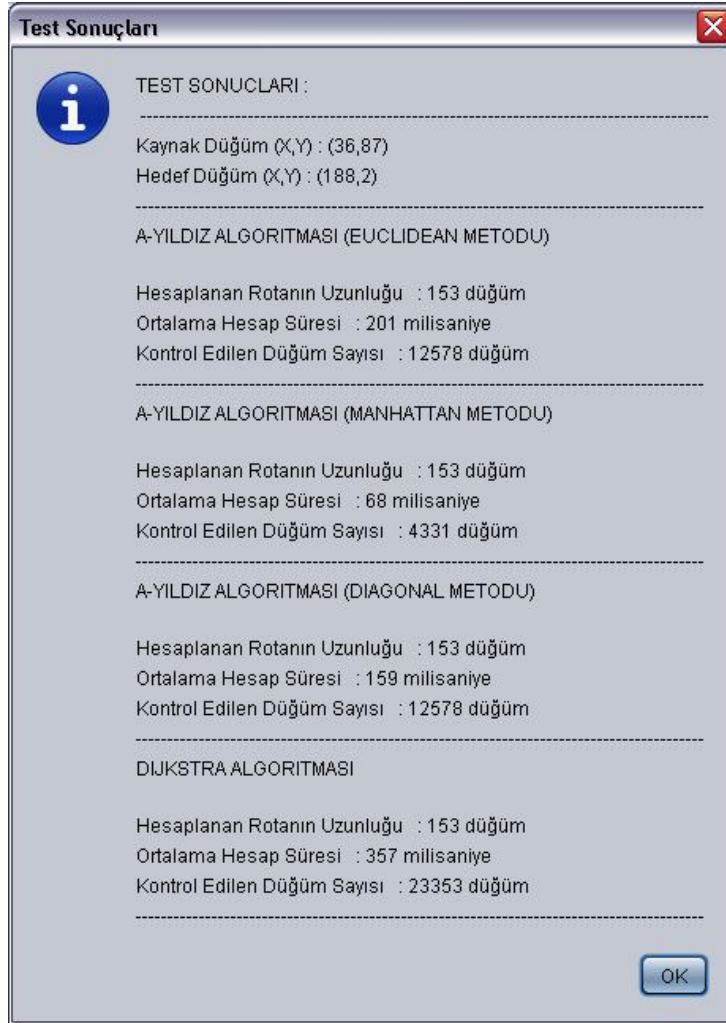 Test Sonuçları
TEST SONUCLARI :
--------------------------------------------------------------------------------
Kaynak Düğüm (X,Y) : (36,87)
Hedef Düğüm (X,Y) : (188,2)
--------------------------------------------------------------------------------
A-YILDIZ ALGORITMASI (EUCLIDEAN METODU)
Hesaplanan Rotanın Uzunluğu : 153 düğüm
Ortalama Hesap Süresi : 201 milisaniye
Kontrol Edilen Düğüm Sayısı : 12578 düğüm
--------------------------------------------------------------------------------
A-YILDIZ ALGORITMASI (MANHATTAN METODU)
Hesaplanan Rotanın Uzunluğu : 153 düğüm
Ortalama Hesap Süresi : 68 milisaniye
Kontrol Edilen Düğüm Sayısı : 4331 düğüm
--------------------------------------------------------------------------------
A-YILDIZ ALGORITMASI (DIAGONAL METODU)
Hesaplanan Rotanın Uzunluğu : 153 düğüm
Ortalama Hesap Süresi : 159 milisaniye
Kontrol Edilen Düğüm Sayısı : 12578 düğüm
--------------------------------------------------------------------------------
DIJKSTRA ALGORITMASI
Hesaplanan Rotanın Uzunluğu : 153 düğüm
Ortalama Hesap Süresi : 357 milisaniye
Kontrol Edilen Düğüm Sayısı : 23353 düğüm
--------------------------------------------------------------------------------
OK